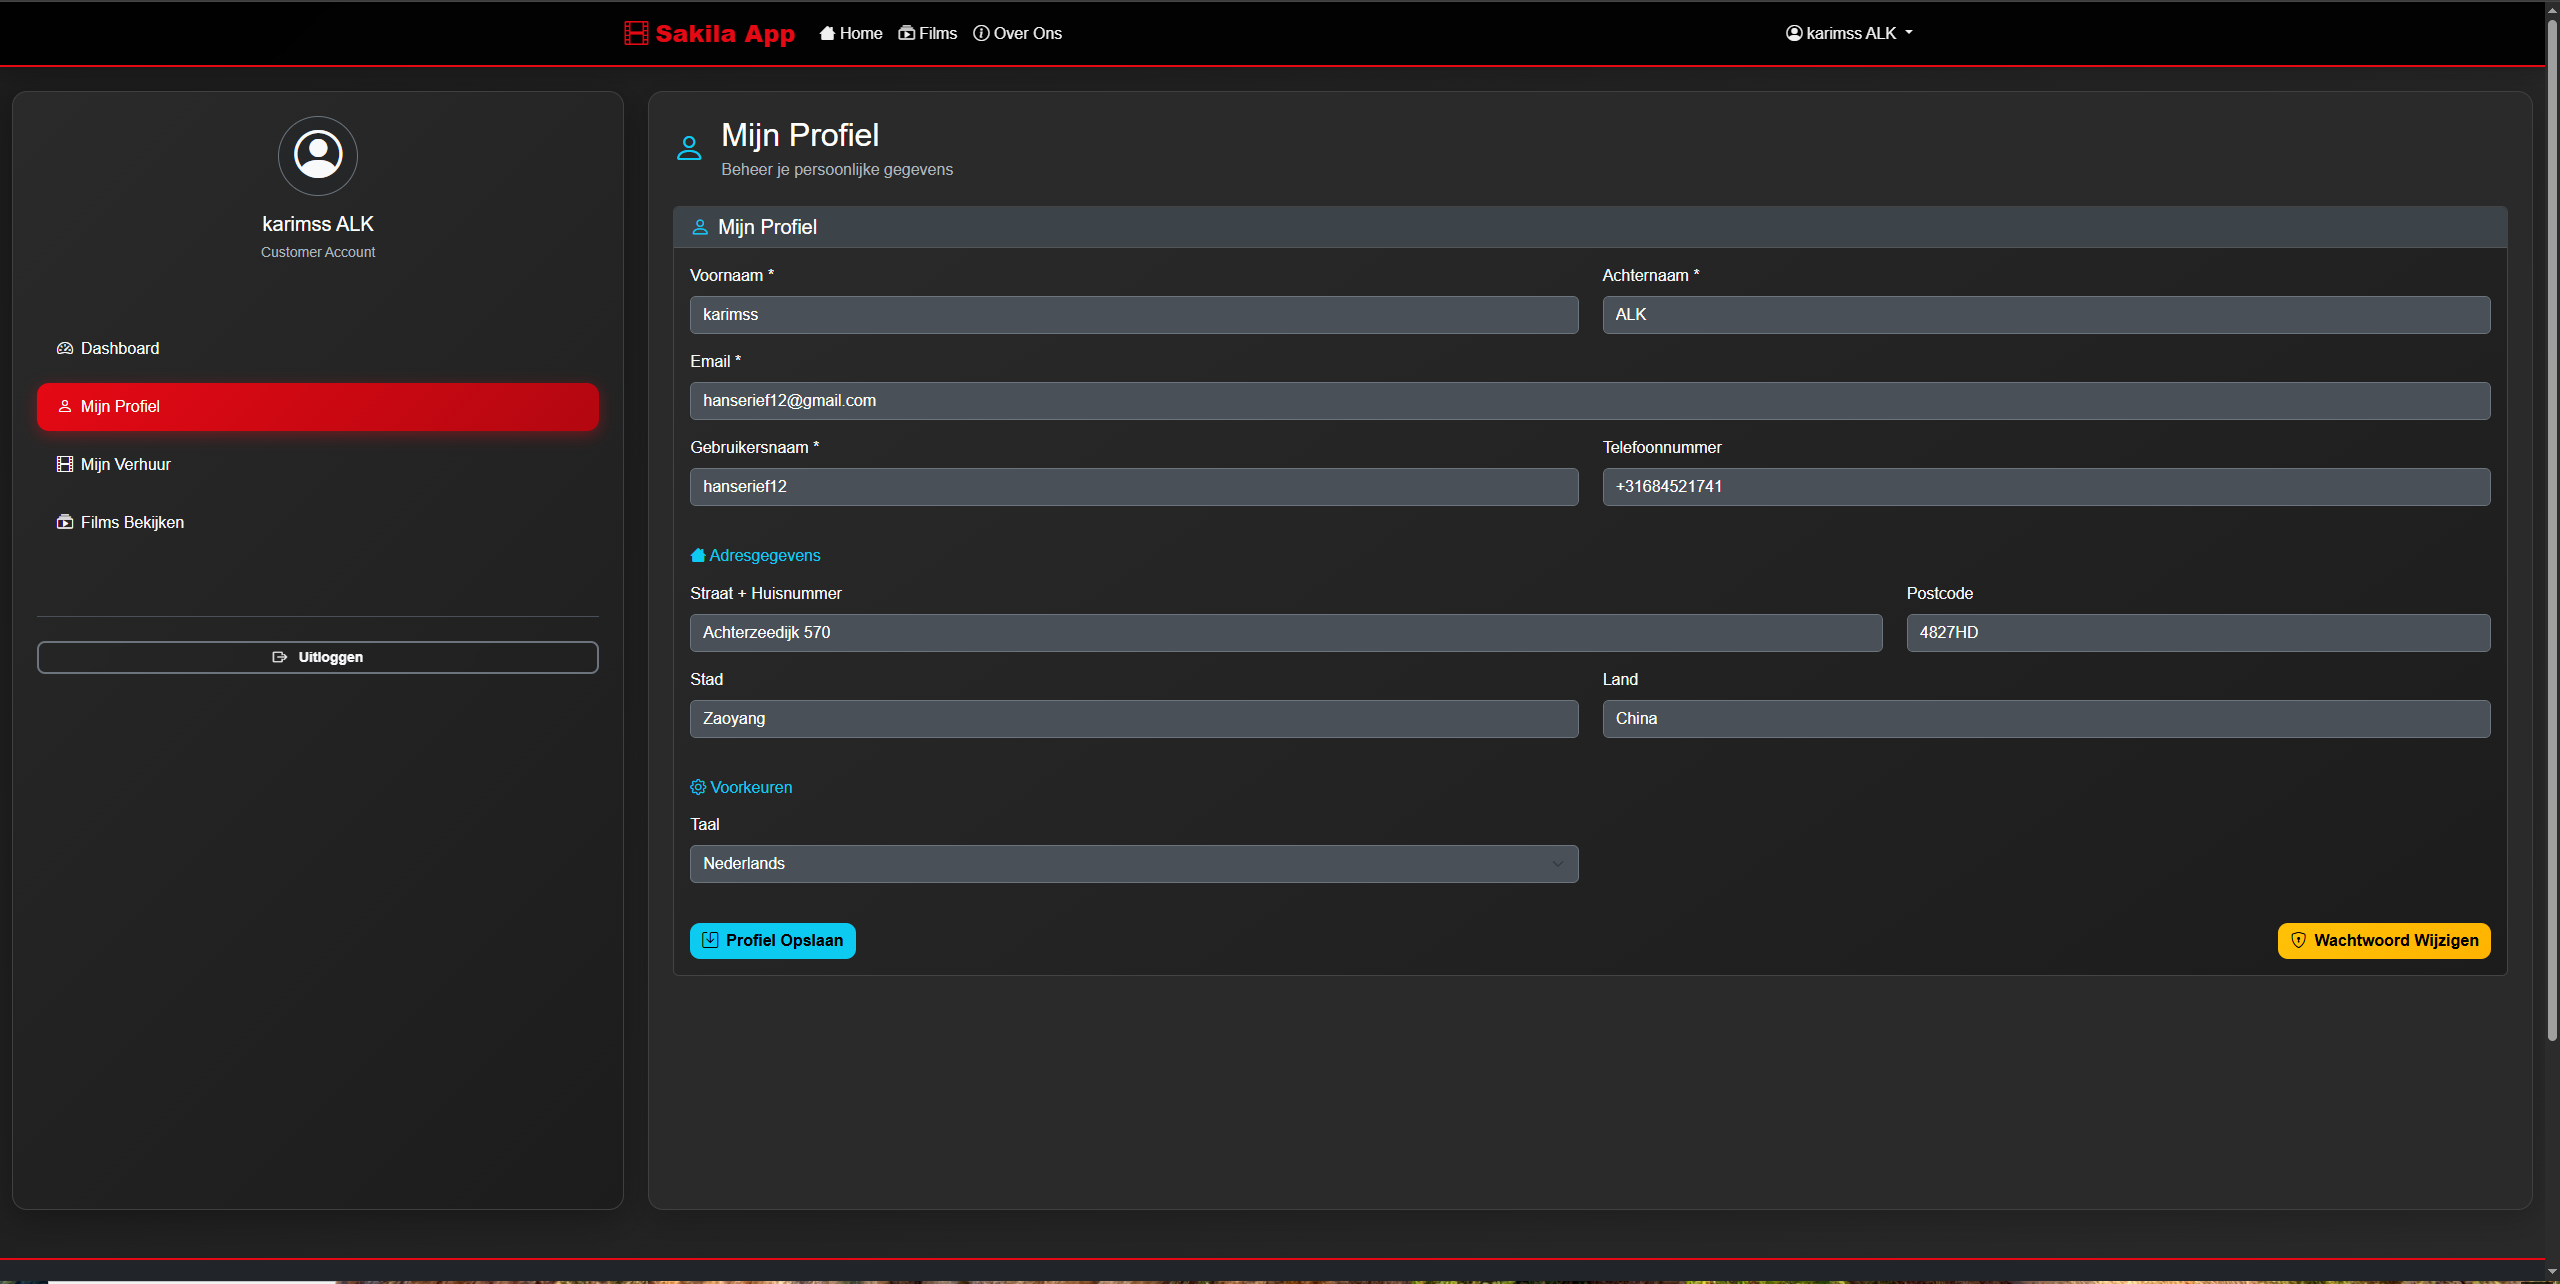 Sakila App Home Films Over Ons karimss ALK
karimss ALK
Customer Account
Dashboard
Mijn Profiel
Mijn Verhuur
Films Bekijken
Uitloggen
Mijn Profiel
Beheer je persoonlijke gegevens
Mijn Profiel
Voornaam * Achternaam *
karimss ALK
Email *
hanserief12@gmail.com
Gebruikersnaam * Telefoonnummer
hanserief12 +31684521741
Adresgegevens
Straat + Huisnummer Postcode
Achterzeedijk 570 4827HD
Stad Land
Zaoyang China
Voorkeuren
Taal
Nederlands
Profiel Opslaan Wachtwoord Wijzigen